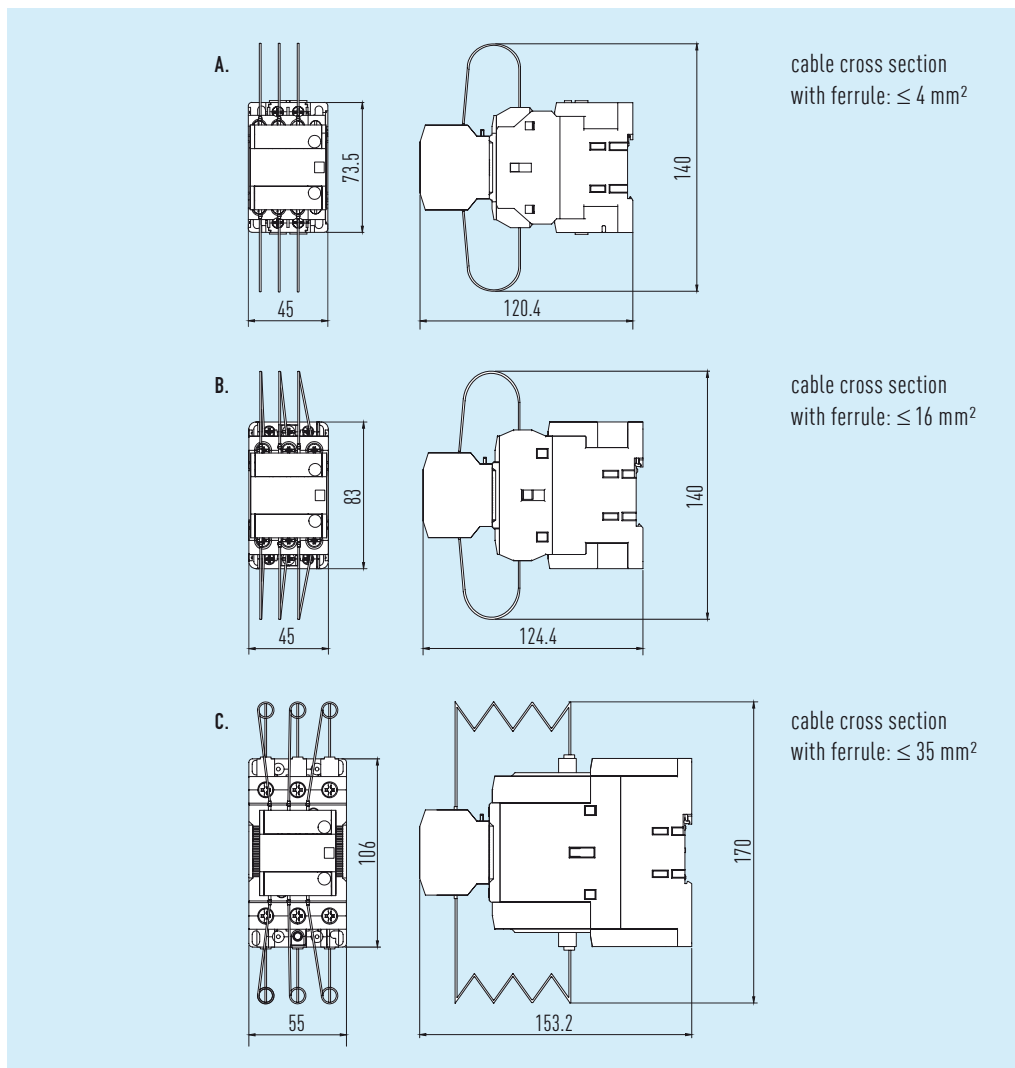 A.
cable cross section
with ferrule: ≤ 4 mm²
73.5
140
45
120.4
B.
cable cross section
with ferrule: ≤ 16 mm²
83
140
45
124.4
C.
cable cross section
with ferrule: ≤ 35 mm²
106
170
55
153.2